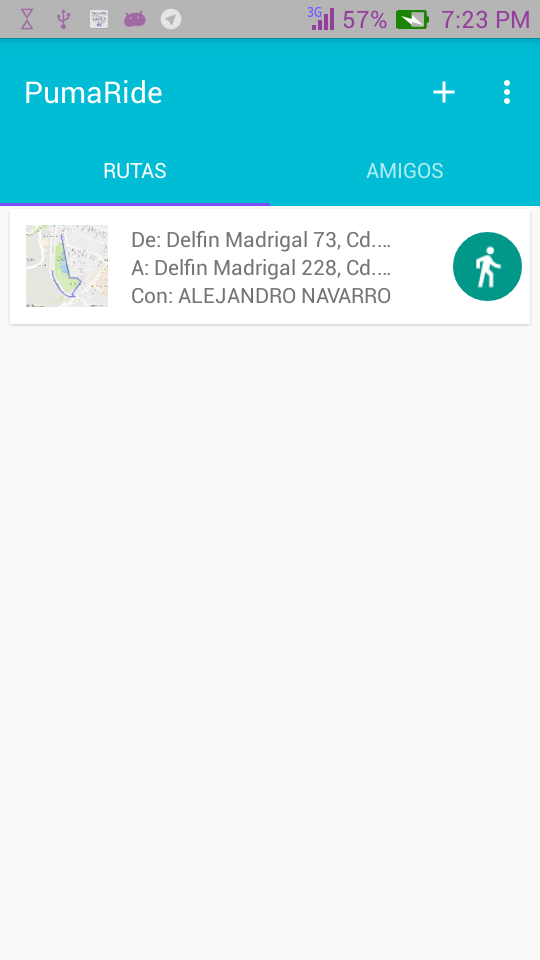 3G 57% 7:23 PM
PumaRide
RUTAS AMIGOS
De: Delfin Madrigal 73, Cd....
A: Delfin Madrigal 228, Cd....
Con: ALEJANDRO NAVARRO